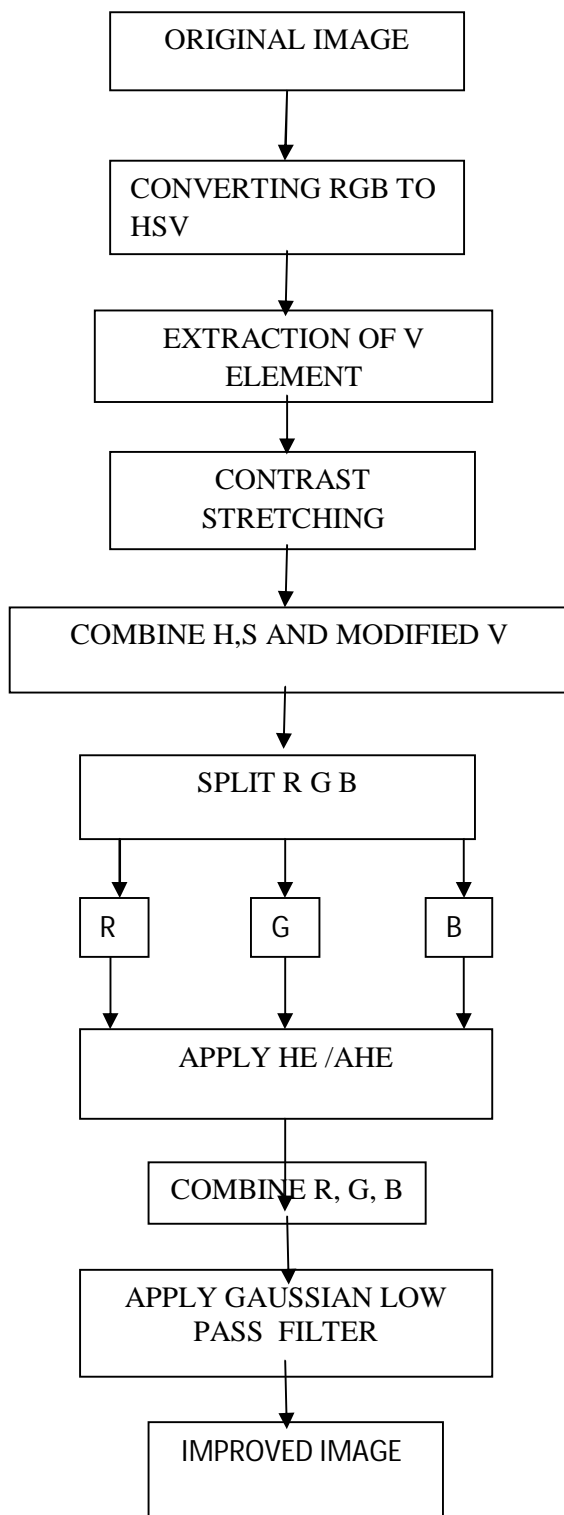 ORIGINAL IMAGE
CONVERTING RGB TO
HSV
EXTRACTION OF V
ELEMENT
CONTRAST
STRETCHING
COMBINE H,S AND MODIFIED V
SPLIT R G B
R G B
APPLY HE /AHE
COMBINE R, G, B
APPLY GAUSSIAN LOW
PASS FILTER
IMPROVED IMAGE